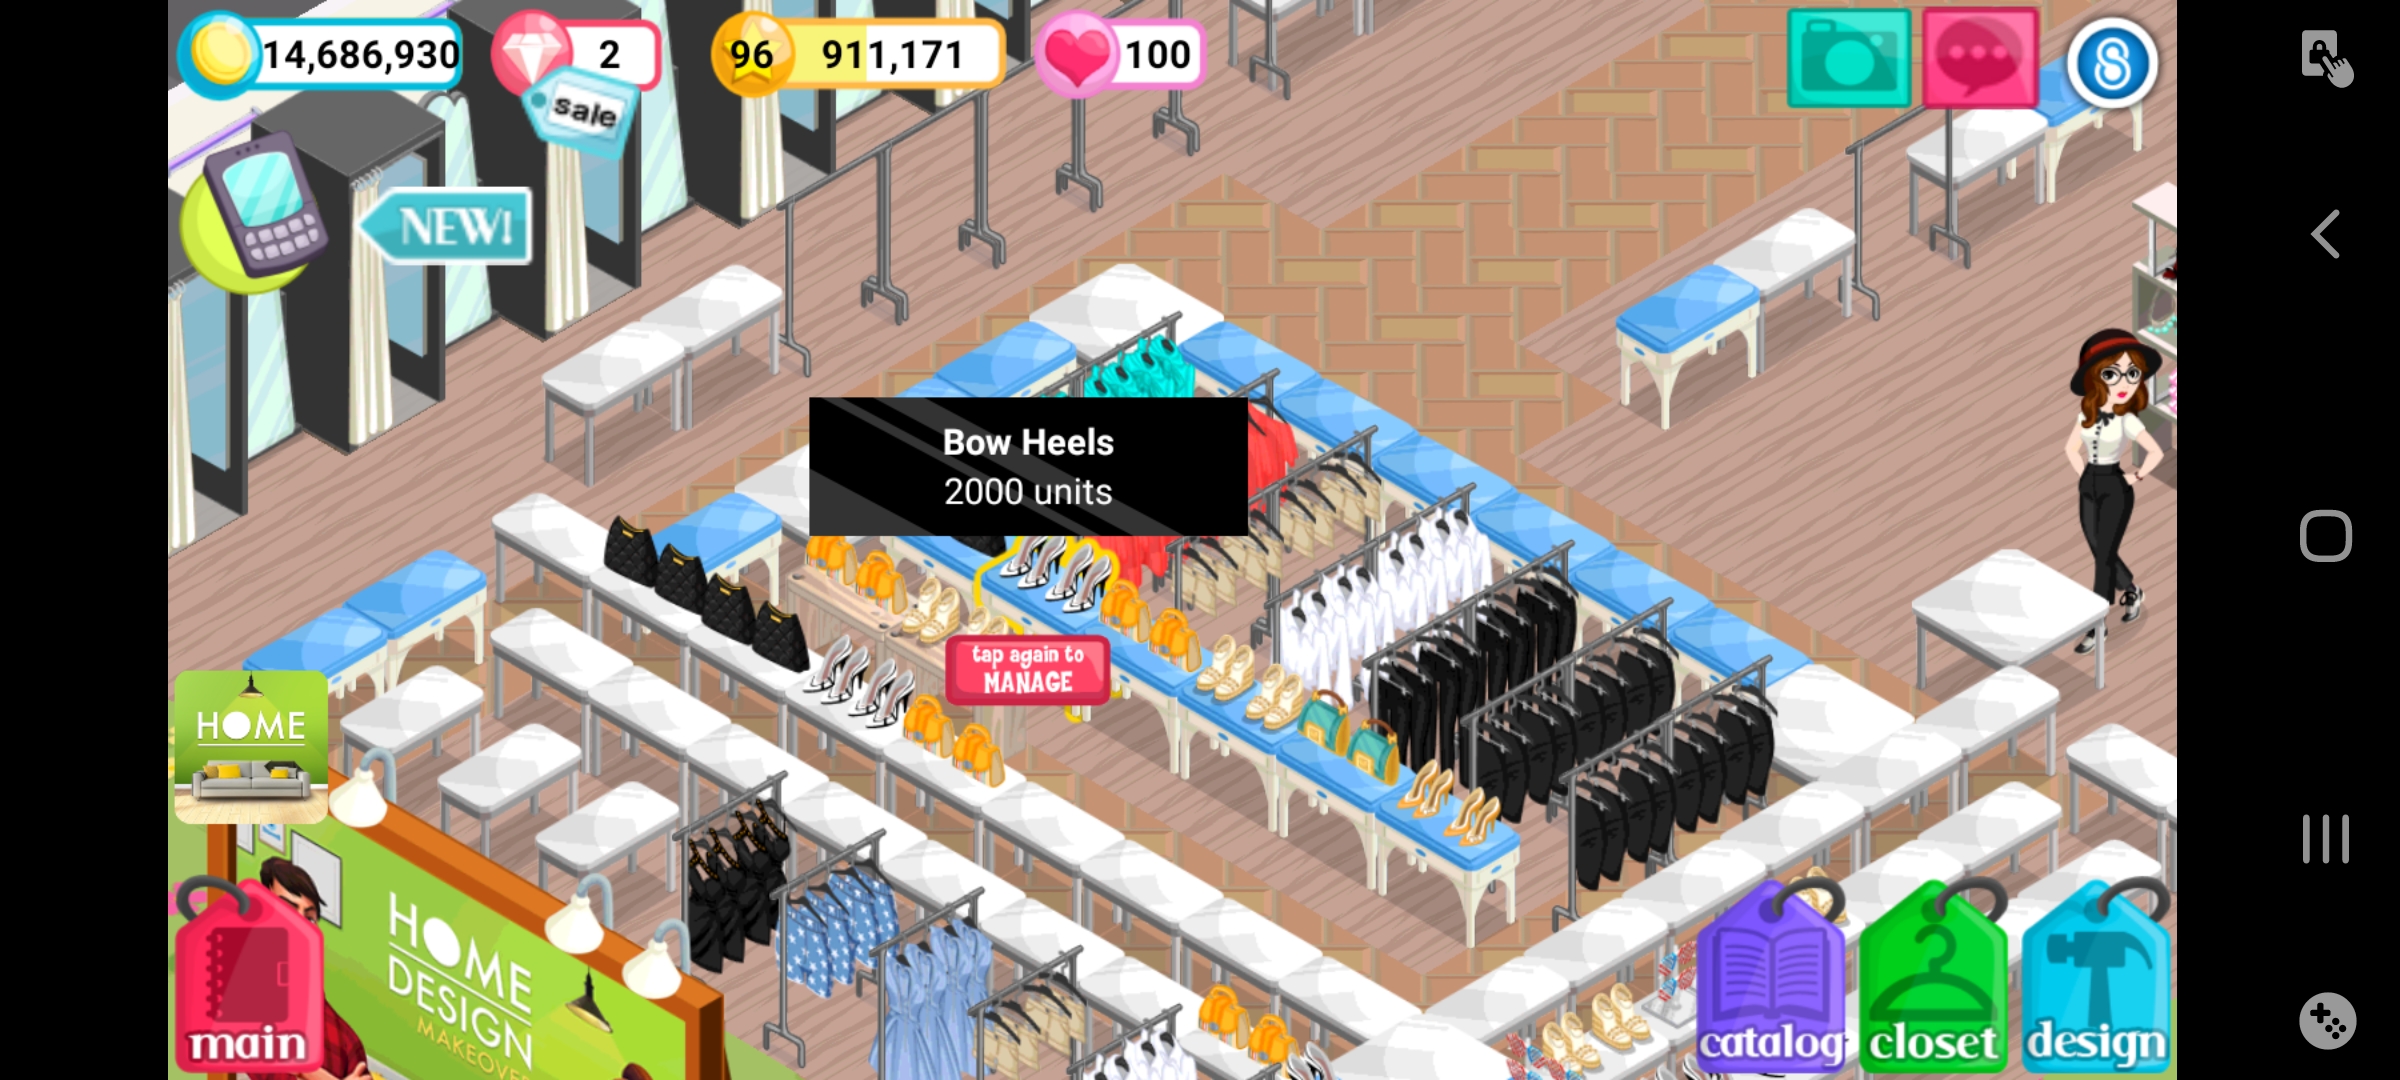 14,686,930
2
96
911,171
100
sale
NEW!
Bow Heels
2000 units
tap again to
MANAGE
HOME
HOME
DESIGN
MAKEOVER
main
catalog
closet
design